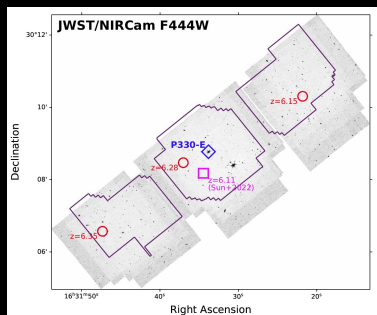 JWST/NIRCam F444W
30°12'
10'
08'
06'
Declination
z=6.15
P330-E
z=6.28
z=6.11
(Sun+2022)
z=6.35
16ʰ31ᵐ50ˢ
40ˢ
30ˢ
20ˢ
Right Ascension